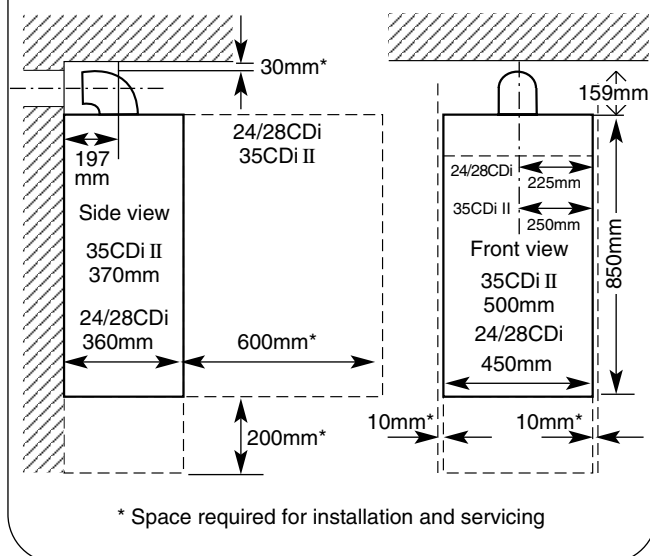 30mm*
24/28CDi
35CDi II
197
mm
Side view
35CDi II
370mm
24/28CDi
360mm
600mm*
200mm*
159mm
24/28CDi
225mm
35CDi II
250mm
Front view
35CDi II
500mm
24/28CDi
450mm
850mm
10mm*
10mm*
* Space required for installation and servicing